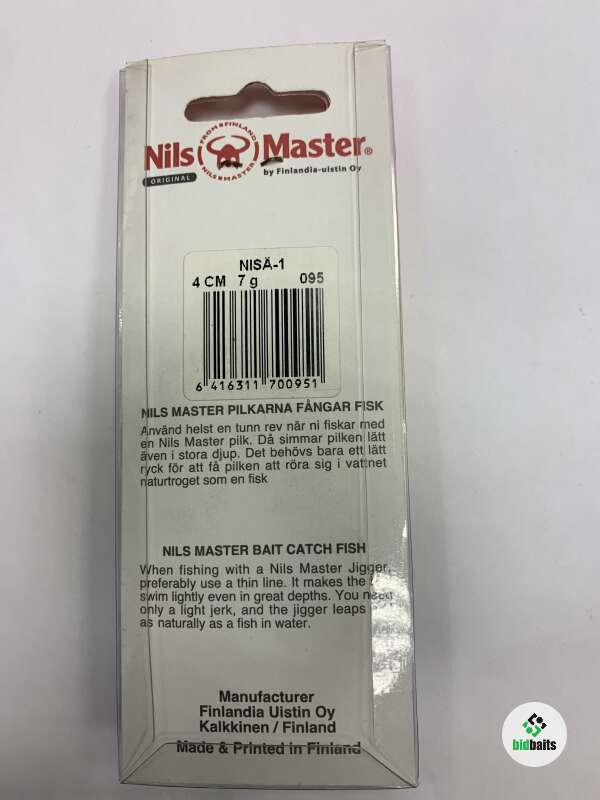 FROM FINLAND
Nils Master®
NILS MASTER
ORIGINAL
by Finlandia-uistin Oy
NISÄ-1
4 CM 7 g 095
6 416311 700951
NILS MASTER PILKARNA FÅNGAR FISK
Använd helst en tunn rev när ni fiskar med
en Nils Master pilk. Då simmar pilken lätt
även i stora djup. Det behövs bara ett lätt
ryck för att få pilken att röra sig i vattnet
naturtroget som en fisk
NILS MASTER BAIT CATCH FISH
When fishing with a Nils Master Jigger,
preferably use a thin line. It makes the
swim lightly even in great depths. You need
only a light jerk, and the jigger leaps
as naturally as a fish in water.
Manufacturer
Finlandia Uistin Oy
Kalkkinen / Finland
Made & Printed in Finland
bidbaits